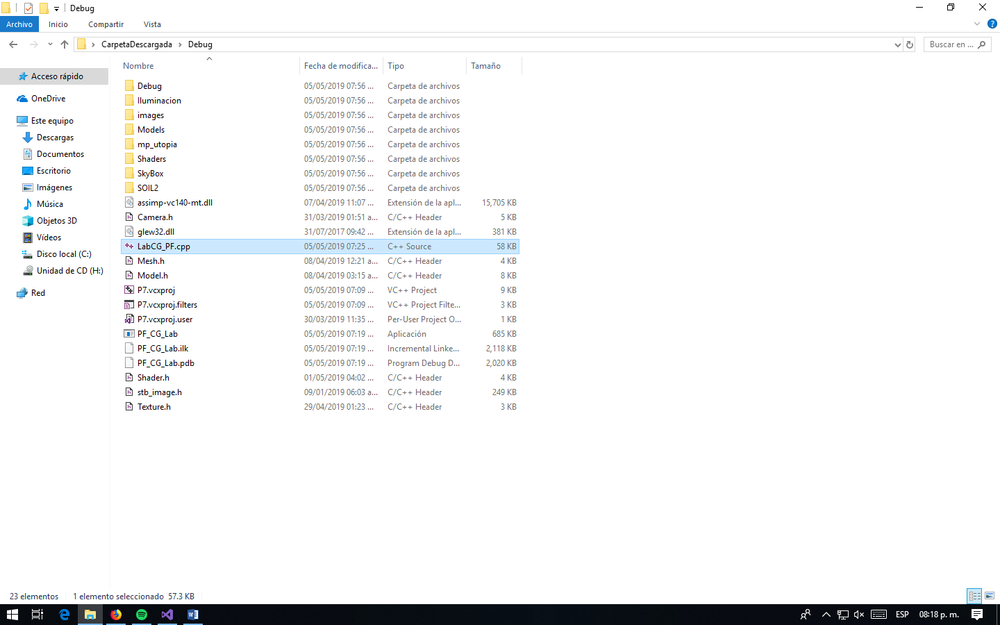 Debug
Archivo Inicio Compartir Vista
CarpetaDescargada > Debug Buscar en ...
Nombre Fecha de modifica... Tipo Tamaño
Acceso rápido
OneDrive
Este equipo
Descargas
Documentos
Escritorio
Imágenes
Música
Objetos 3D
Vídeos
Disco local (C:)
Unidad de CD (H:)
Red
Debug 05/05/2019 07:56 ... Carpeta de archivos
Iluminacion 05/05/2019 07:56 ... Carpeta de archivos
images 05/05/2019 07:56 ... Carpeta de archivos
Models 05/05/2019 07:56 ... Carpeta de archivos
mp_utopia 05/05/2019 07:56 ... Carpeta de archivos
Shaders 05/05/2019 07:56 ... Carpeta de archivos
SkyBox 05/05/2019 07:56 ... Carpeta de archivos
SOIL2 05/05/2019 07:56 ... Carpeta de archivos
assimp-vc140-mt.dll 07/04/2019 11:07 ... Extensión de la apl... 15,705 KB
Camera.h 31/03/2019 01:51 a... C/C++ Header 5 KB
glew32.dll 31/07/2017 09:42 ... Extensión de la apl... 381 KB
LabCG_PF.cpp 05/05/2019 07:25 ... C++ Source 58 KB
Mesh.h 08/04/2019 12:21 a... C/C++ Header 4 KB
Model.h 08/04/2019 03:15 a... C/C++ Header 8 KB
P7.vcxproj 05/05/2019 07:09 ... VC++ Project 9 KB
P7.vcxproj.filters 05/05/2019 07:09 ... VC++ Project Filte... 3 KB
P7.vcxproj.user 30/03/2019 11:35 ... Per-User Project O... 1 KB
PF_CG_Lab 05/05/2019 07:19 ... Aplicación 685 KB
PF_CG_Lab.ilk 05/05/2019 07:19 ... Incremental Linke... 2,118 KB
PF_CG_Lab.pdb 05/05/2019 07:19 ... Program Debug D... 2,020 KB
Shader.h 01/05/2019 04:02 ... C/C++ Header 4 KB
stb_image.h 09/01/2019 06:03 a... C/C++ Header 249 KB
Texture.h 29/04/2019 01:23 ... C/C++ Header 3 KB
23 elementos 1 elemento seleccionado 57.3 KB
ESP 08:18 p. m.